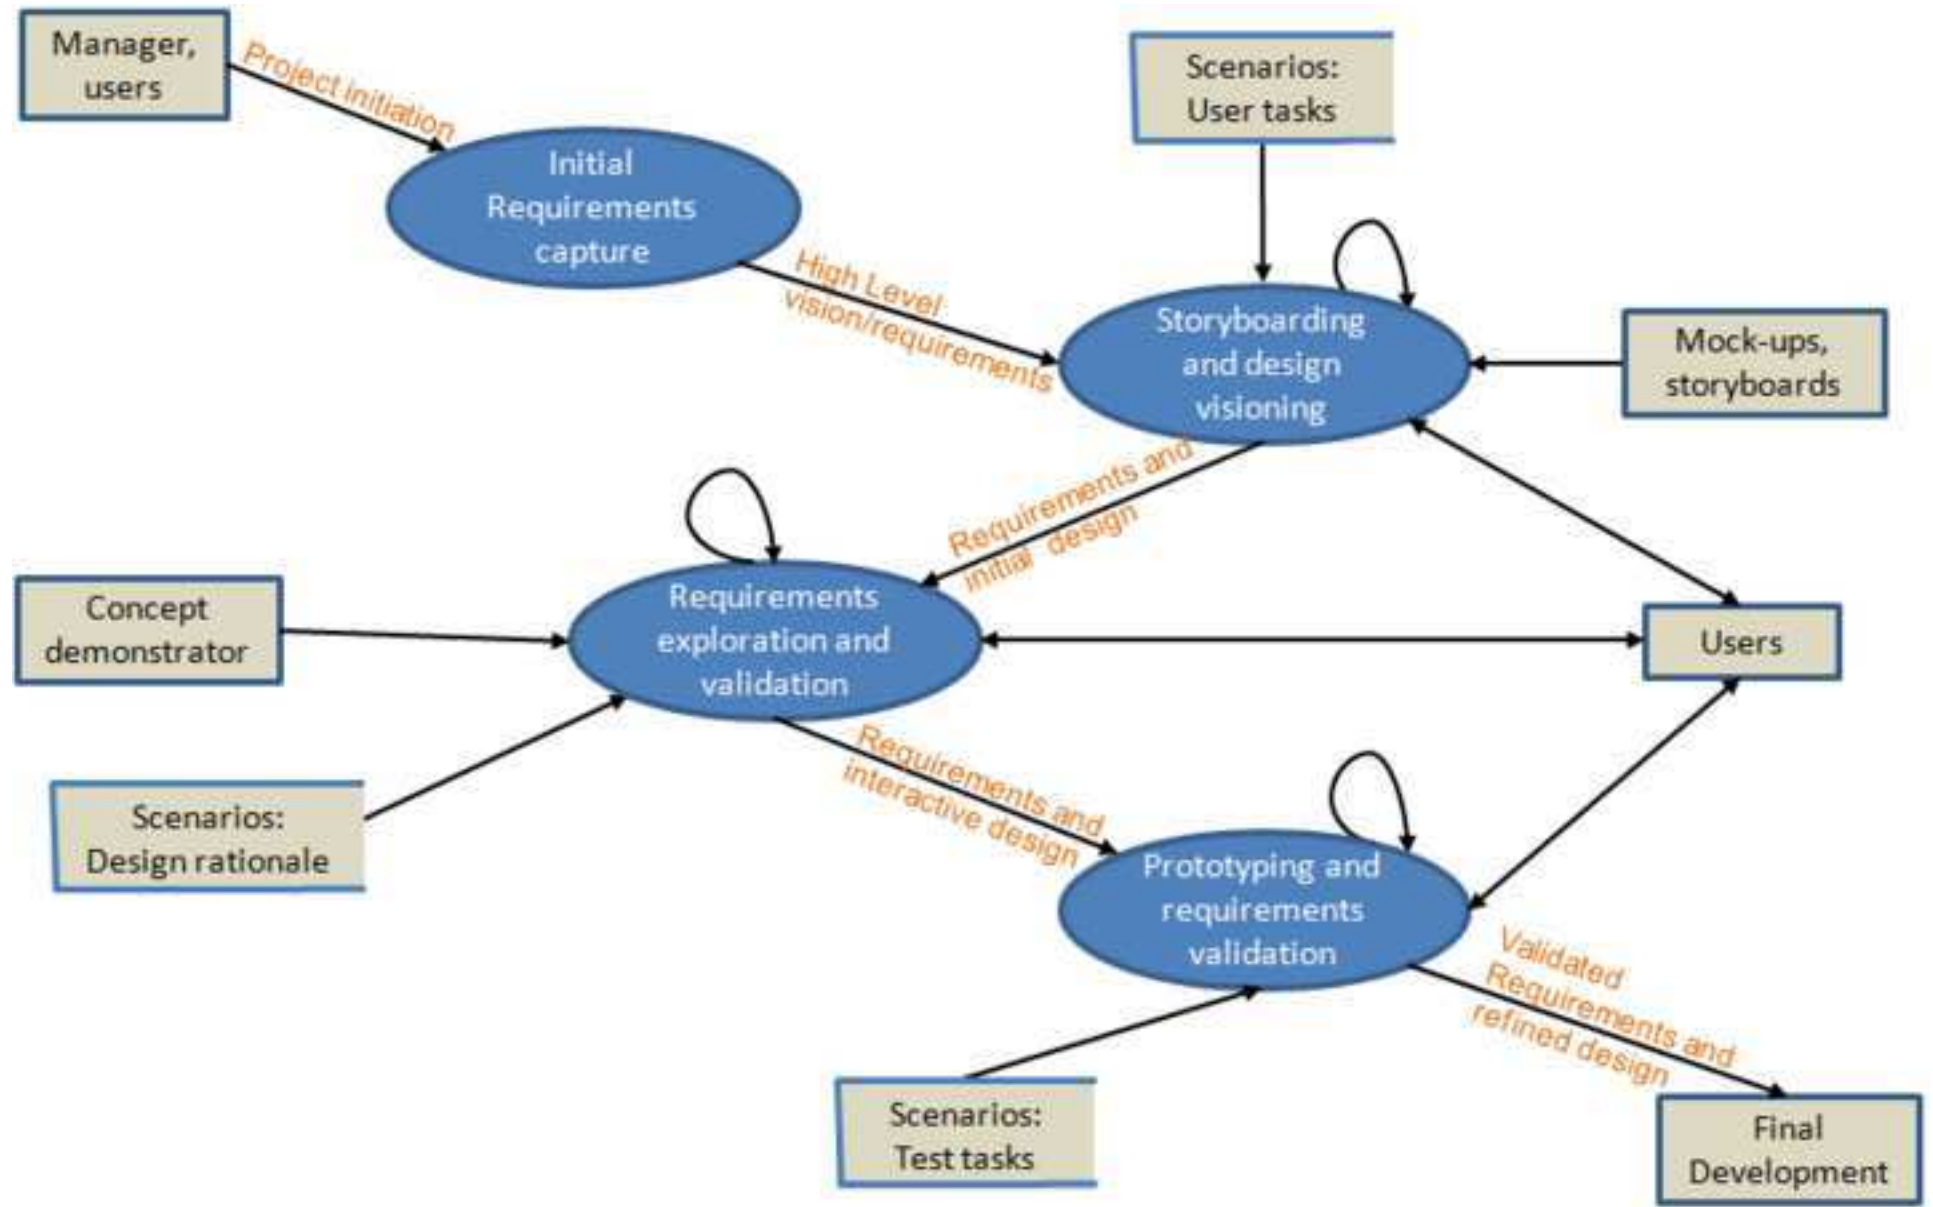 Manager,
users
Project initiation
Initial
Requirements
capture
High Level
vision/requirements
Scenarios:
User tasks
Storyboarding
and design
visioning
Mock-ups,
storyboards
Requirements and
initial design
Concept
demonstrator
Requirements
exploration and
validation
Users
Scenarios:
Design rationale
Requirements and
interactive design
Prototyping and
requirements
validation
Validated
Requirements and
refined design
Scenarios:
Test tasks
Final
Development